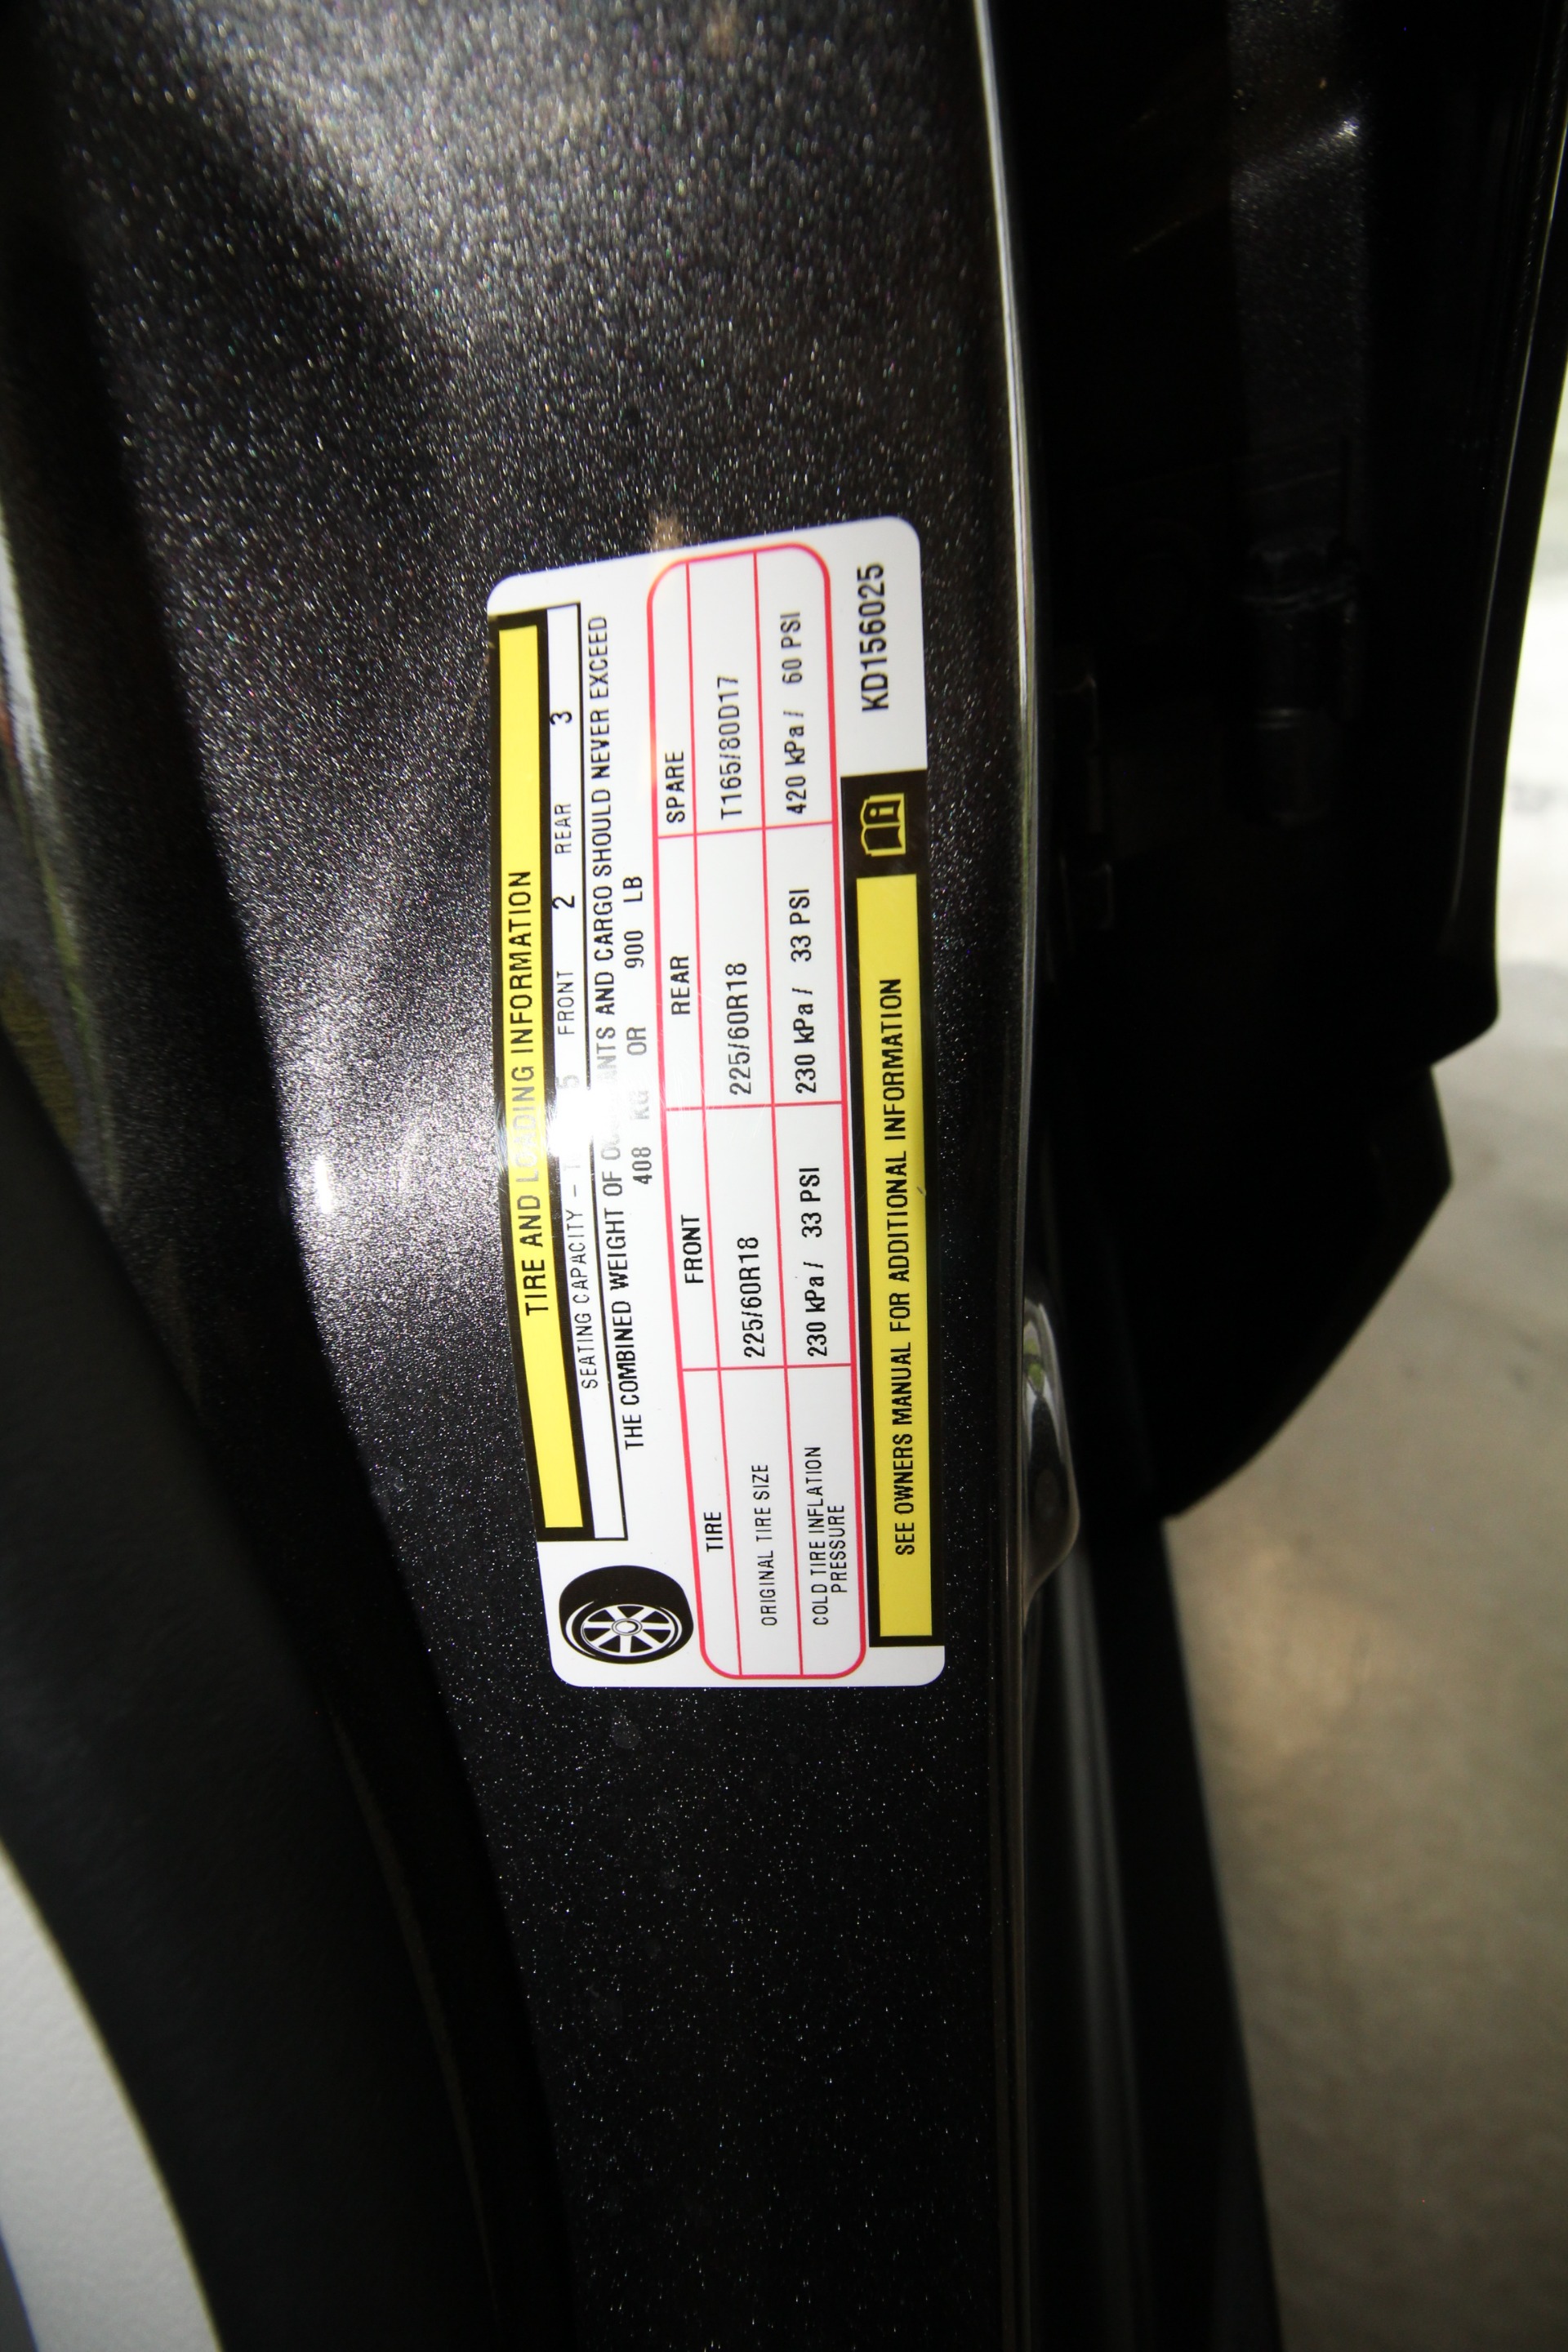 TIRE AND LOADING INFORMATION
SEATING CAPACITY – 5 FRONT 2 REAR 3
THE COMBINED WEIGHT OF OCCUPANTS AND CARGO SHOULD NEVER EXCEED
408 KG OR 900 LB
TIRE FRONT REAR SPARE
ORIGINAL TIRE SIZE 225/60R18 225/60R18 T165/80D17
COLD TIRE INFLATION PRESSURE 230 kPa / 33 PSI 230 kPa / 33 PSI 420 kPa / 60 PSI
SEE OWNERS MANUAL FOR ADDITIONAL INFORMATION
KD156025